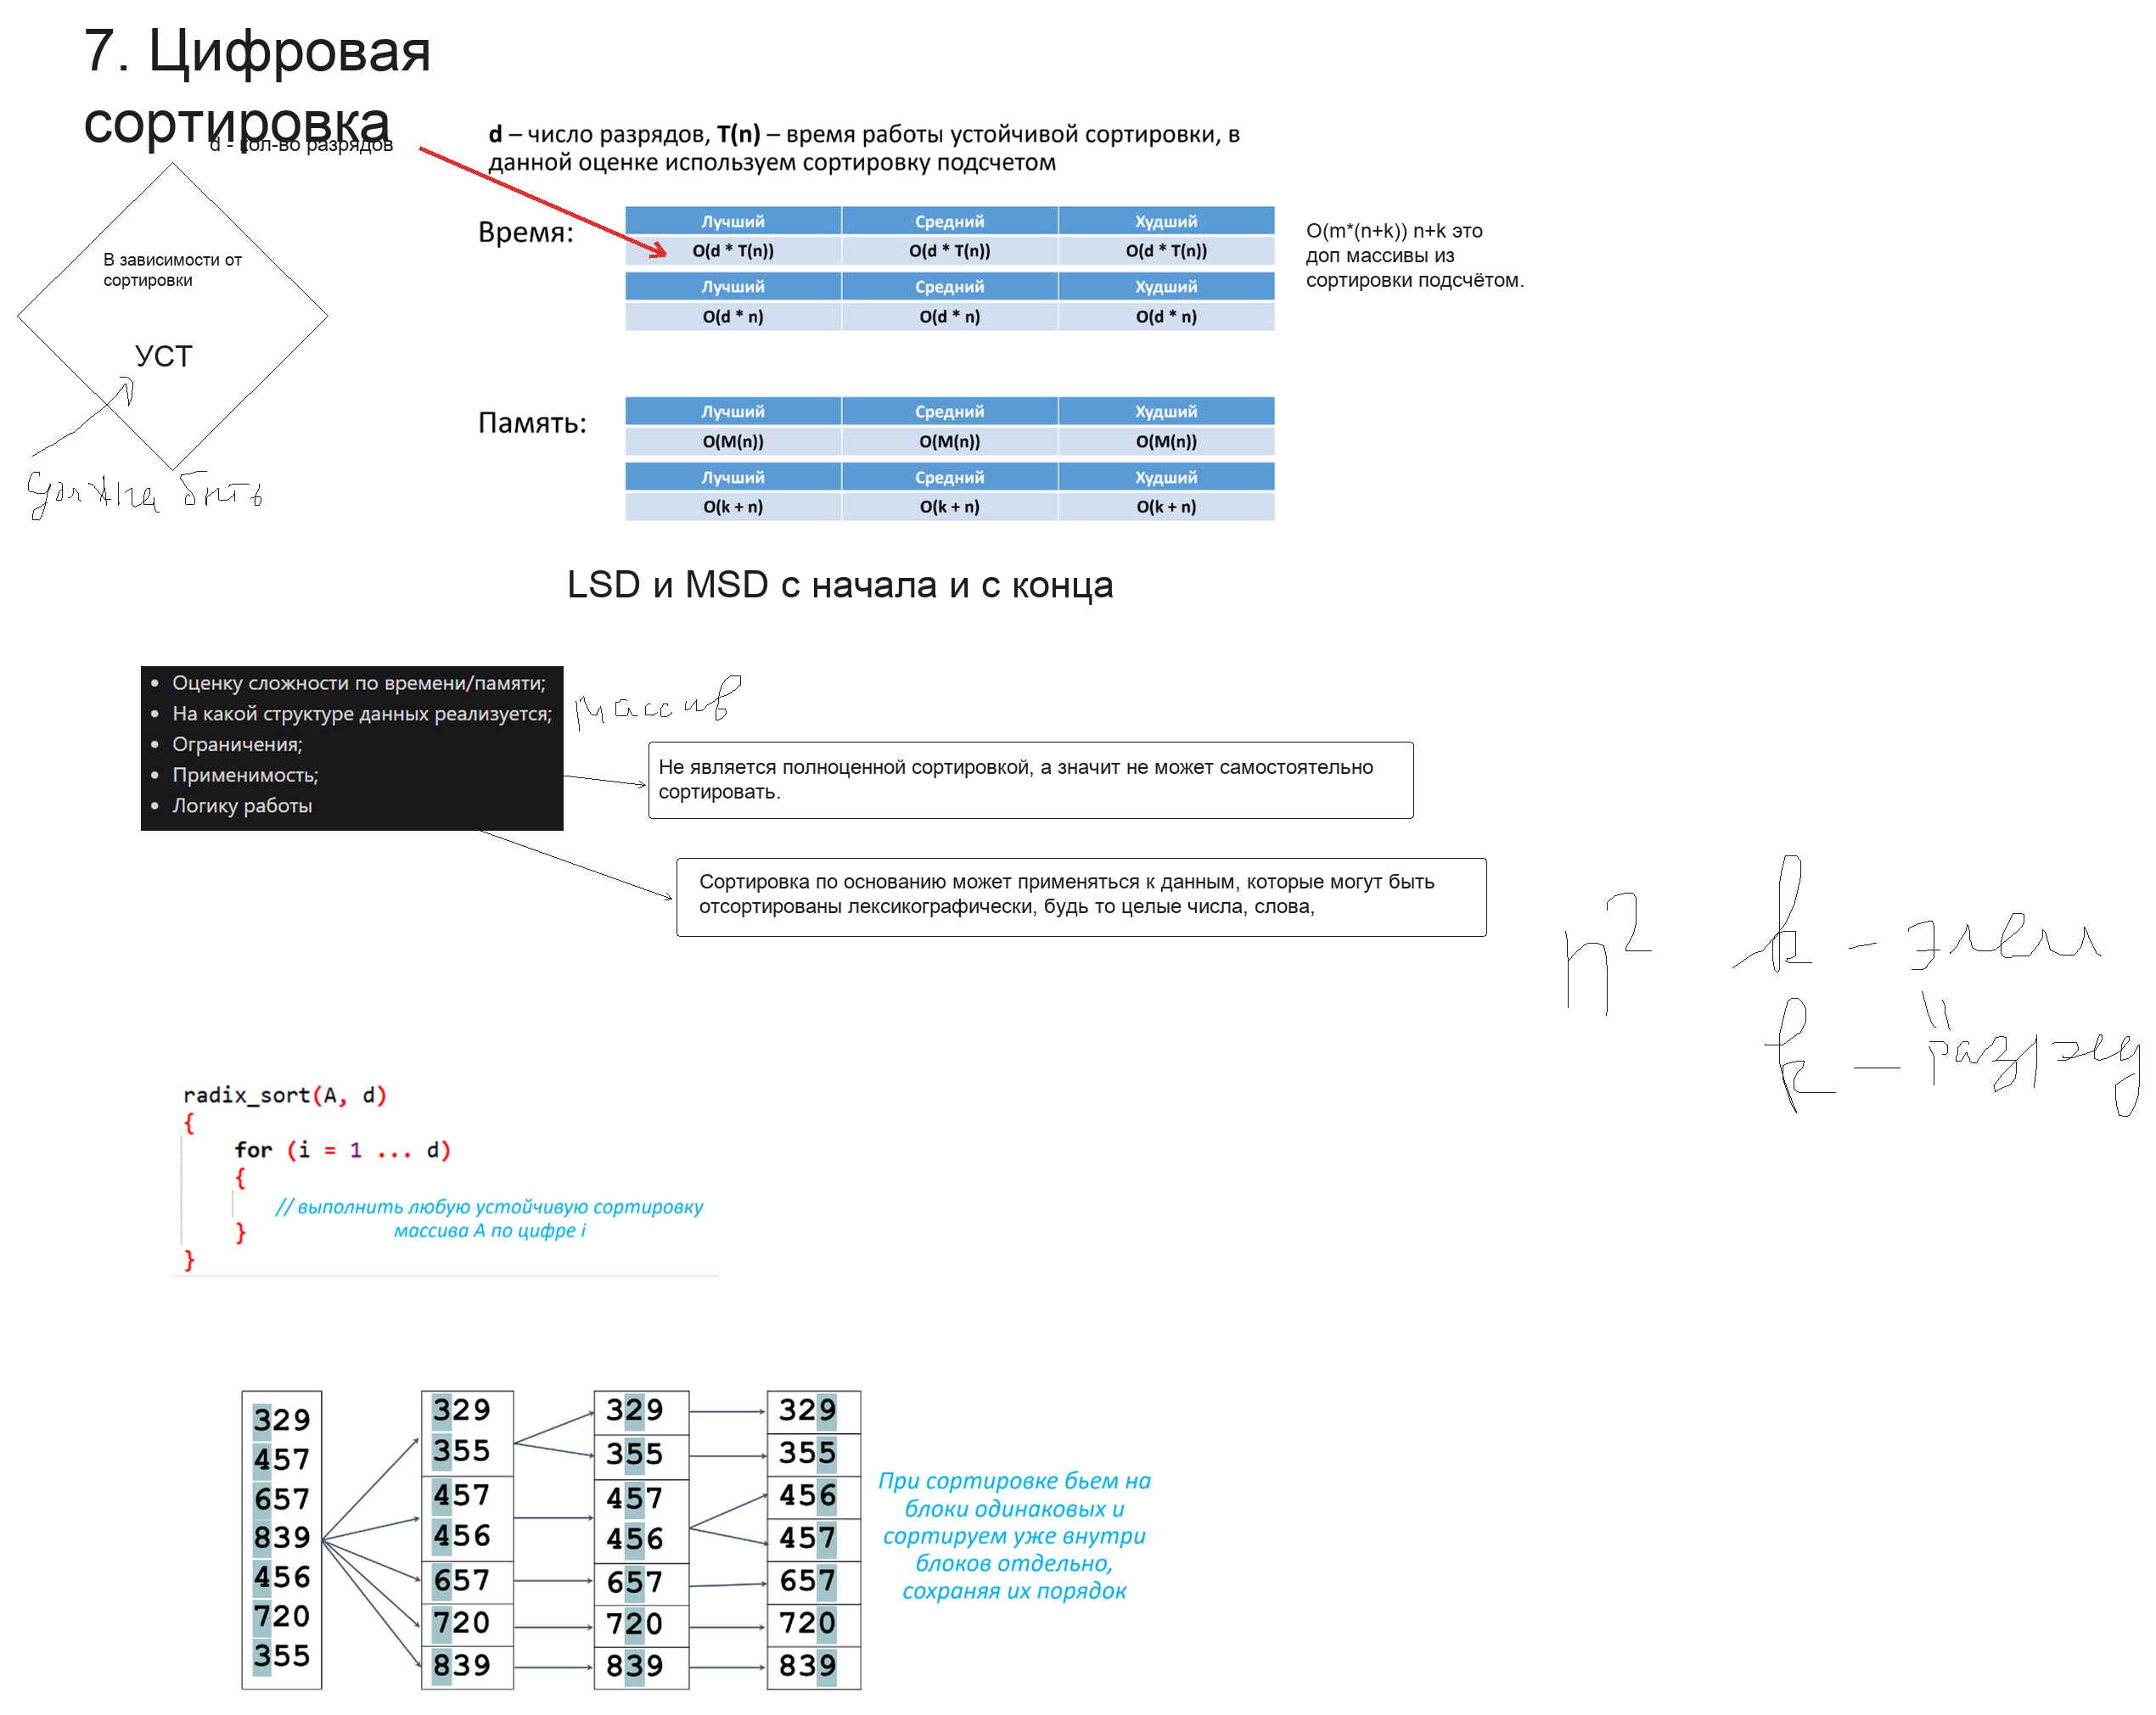 7. Цифровая
сортировка
d - кол-во разрядов
d – число разрядов, T(n) – время работы устойчивой сортировки, в
данной оценке используем сортировку подсчетом
В зависимости от
сортировки
УСТ
должна быть
Время:
Лучший Средний Худший
O(d * T(n)) O(d * T(n)) O(d * T(n))
Лучший Средний Худший
O(d * n) O(d * n) O(d * n)
O(m*(n+k)) n+k это
доп массивы из
сортировки подсчётом.
Память:
Лучший Средний Худший
O(M(n)) O(M(n)) O(M(n))
Лучший Средний Худший
O(k + n) O(k + n) O(k + n)
LSD и MSD с начала и с конца
• Оценку сложности по времени/памяти;
• На какой структуре данных реализуется;
• Ограничения;
• Применимость;
• Логику работы
массив
Не является полноценной сортировкой, а значит не может самостоятельно
сортировать.
Сортировка по основанию может применяться к данным, которые могут быть
отсортированы лексикографически, будь то целые числа, слова,
n² k - элем
k - разряд
radix_sort(A, d)
{
for (i = 1 ... d)
{
// выполнить любую устойчивую сортировку
массива A по цифре i
}
}
329
457
657
839
456
720
355
329
355
457
456
657
720
839
329
355
457
456
657
720
839
329
355
456
457
657
720
839
При сортировке бьем на
блоки одинаковых и
сортируем уже внутри
блоков отдельно,
сохраняя их порядок